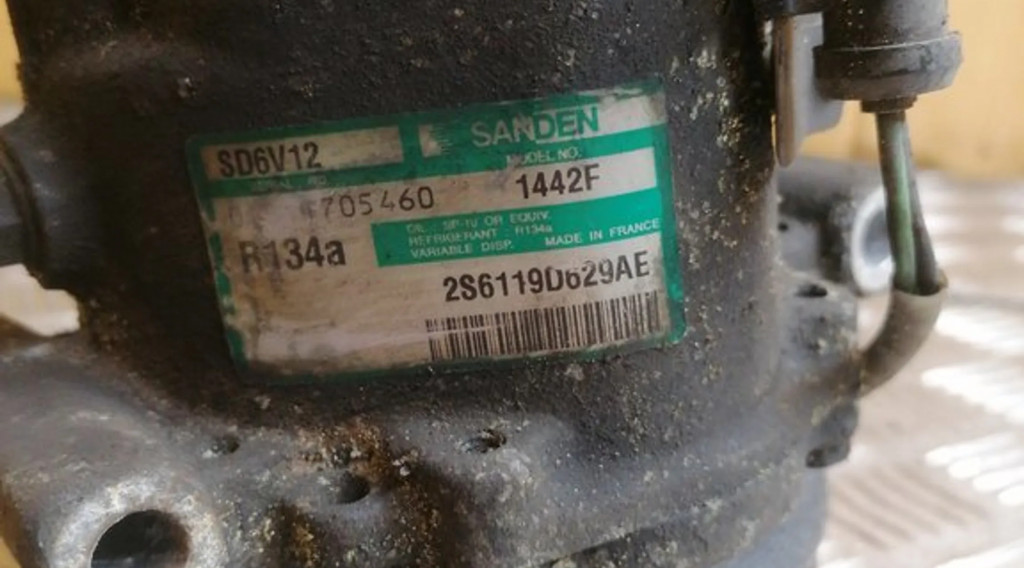 SANDEN
SD6V12
MODEL NO.
1442F
705460
OIL : SP-10 OR EQUIV.
REFRIGERANT : R134a
VARIABLE DISP. MADE IN FRANCE
R134a
2S6119D629AE